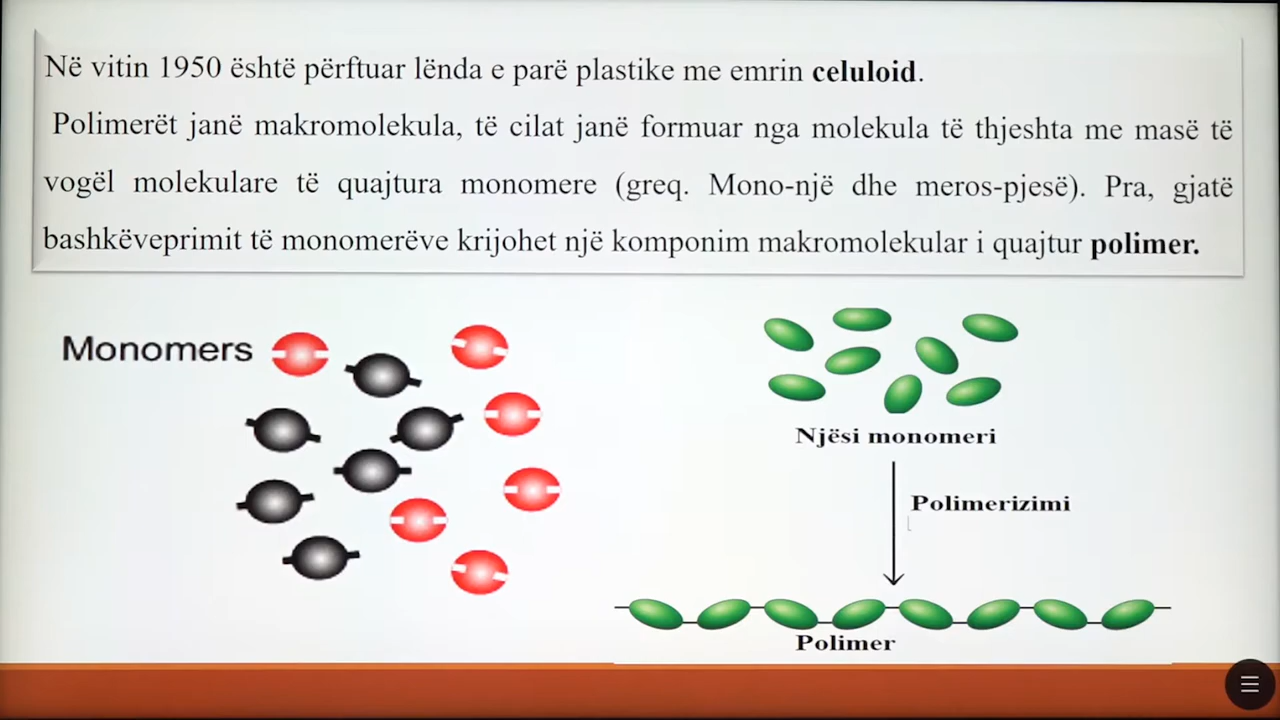 Në vitin 1950 është përftuar lënda e parë plastike me emrin celuloid.
Polimerët janë makromolekula, të cilat janë formuar nga molekula të thjeshta me masë të
vogël molekulare të quajtura monomere (greq. Mono-një dhe meros-pjesë). Pra, gjatë
bashkëveprimit të monomerëve krijohet një komponim makromolekular i quajtur polimer.
Monomers
Njësi monomeri
Polimerizimi
Polimer